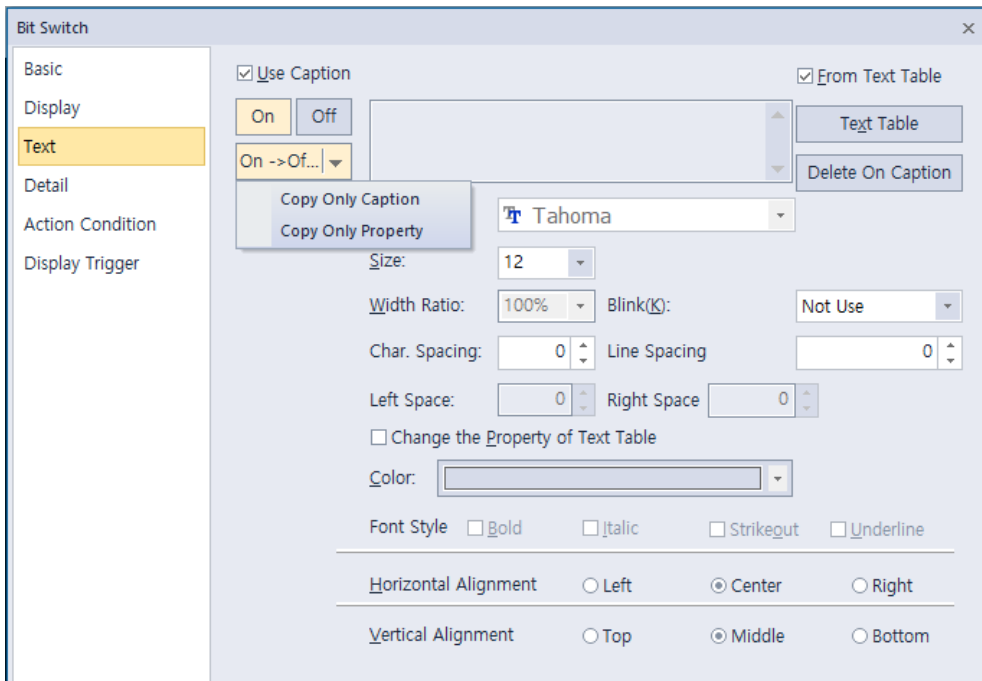 Bit Switch
Basic
Display
Text
Detail
Action Condition
Display Trigger
Use Caption
From Text Table
On Off
Text Table
On ->Of...
Delete On Caption
Copy Only Caption
Copy Only Property
Tahoma
Size: 12
Width Ratio: 100% Blink(K): Not Use
Char. Spacing: 0 Line Spacing 0
Left Space: 0 Right Space 0
Change the Property of Text Table
Color:
Font Style Bold Italic Strikeout Underline
Horizontal Alignment Left Center Right
Vertical Alignment Top Middle Bottom